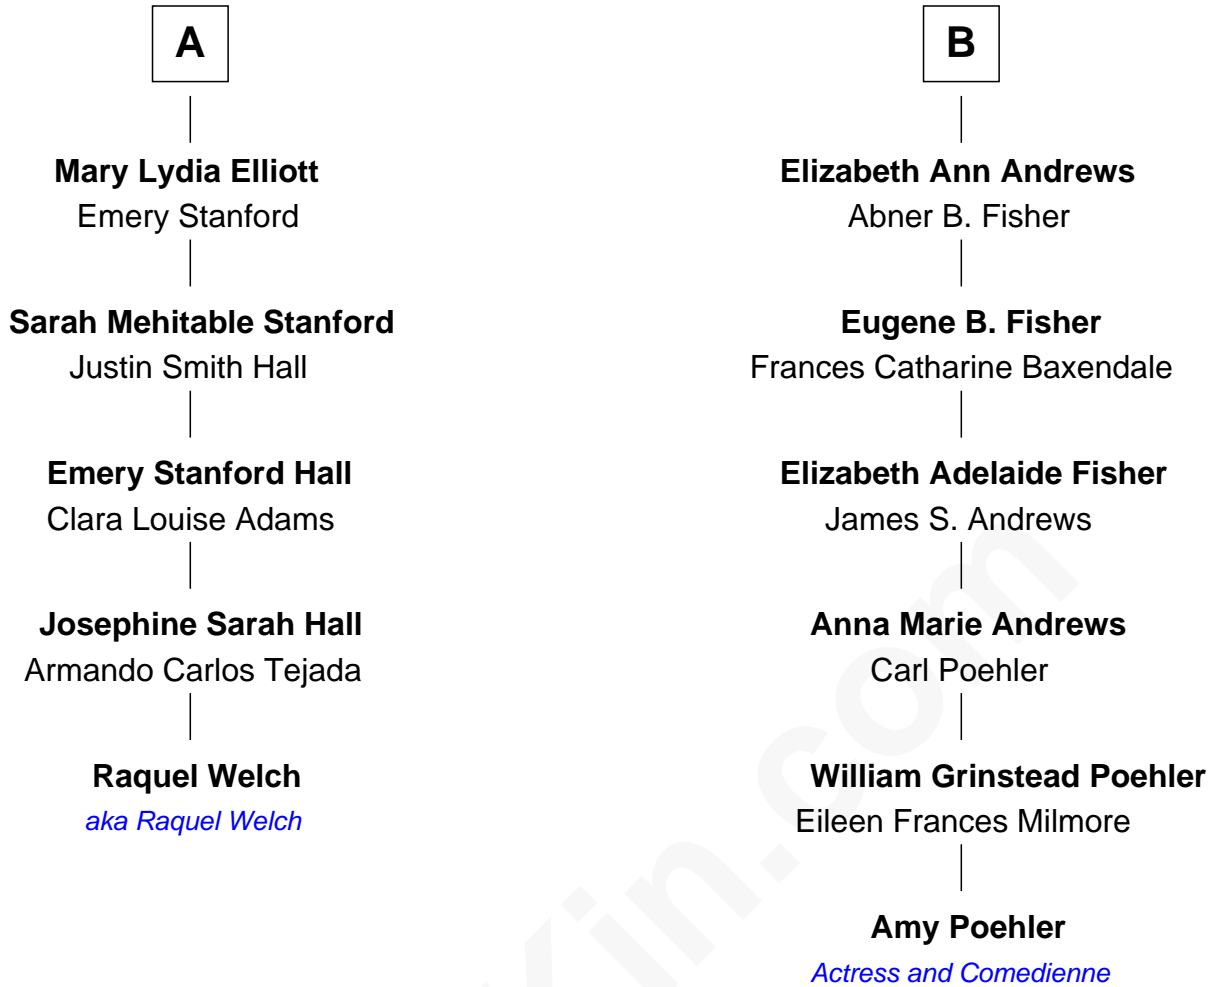 A
Mary Lydia Elliott
Emery Stanford
Sarah Mehitable Stanford
Justin Smith Hall
Emery Stanford Hall
Clara Louise Adams
Josephine Sarah Hall
Armando Carlos Tejada
Raquel Welch
aka Raquel Welch
B
Elizabeth Ann Andrews
Abner B. Fisher
Eugene B. Fisher
Frances Catharine Baxendale
Elizabeth Adelaide Fisher
James S. Andrews
Anna Marie Andrews
Carl Poehler
William Grinstead Poehler
Eileen Frances Milmore
Amy Poehler
Actress and Comedienne
Kin.com